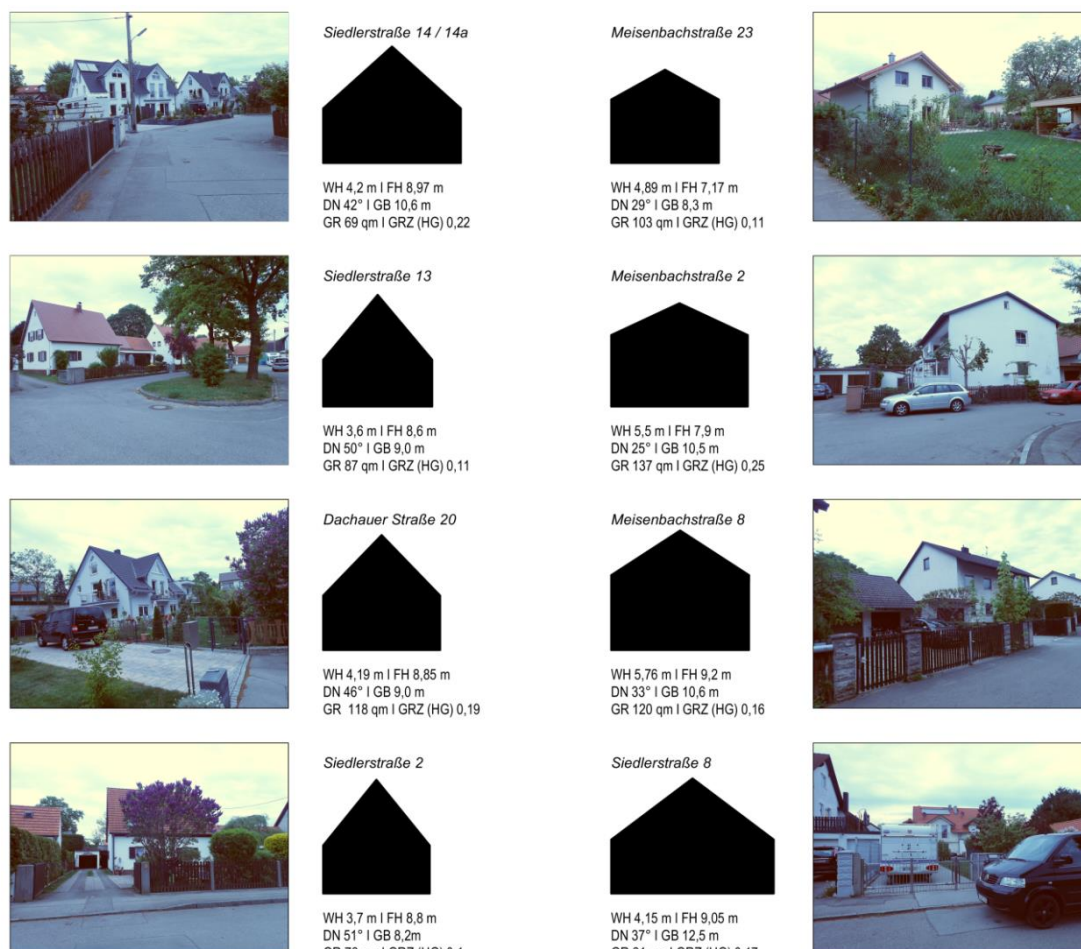 Siedlerstraße 14 / 14a
WH 4,2 m I FH 8,97 m
DN 42° I GB 10,6 m
GR 69 qm I GRZ (HG) 0,22
Meisenbachstraße 23
WH 4,89 m I FH 7,17 m
DN 29° I GB 8,3 m
GR 103 qm I GRZ (HG) 0,11
Siedlerstraße 13
WH 3,6 m I FH 8,6 m
DN 50° I GB 9,0 m
GR 87 qm I GRZ (HG) 0,11
Meisenbachstraße 2
WH 5,5 m I FH 7,9 m
DN 25° I GB 10,5 m
GR 137 qm I GRZ (HG) 0,25
Dachauer Straße 20
WH 4,19 m I FH 8,85 m
DN 46° I GB 9,0 m
GR 118 qm I GRZ (HG) 0,19
Meisenbachstraße 8
WH 5,76 m I FH 9,2 m
DN 33° I GB 10,6 m
GR 120 qm I GRZ (HG) 0,16
Siedlerstraße 2
WH 3,7 m I FH 8,8 m
DN 51° I GB 8,2m
Siedlerstraße 8
WH 4,15 m I FH 9,05 m
DN 37° I GB 12,5 m